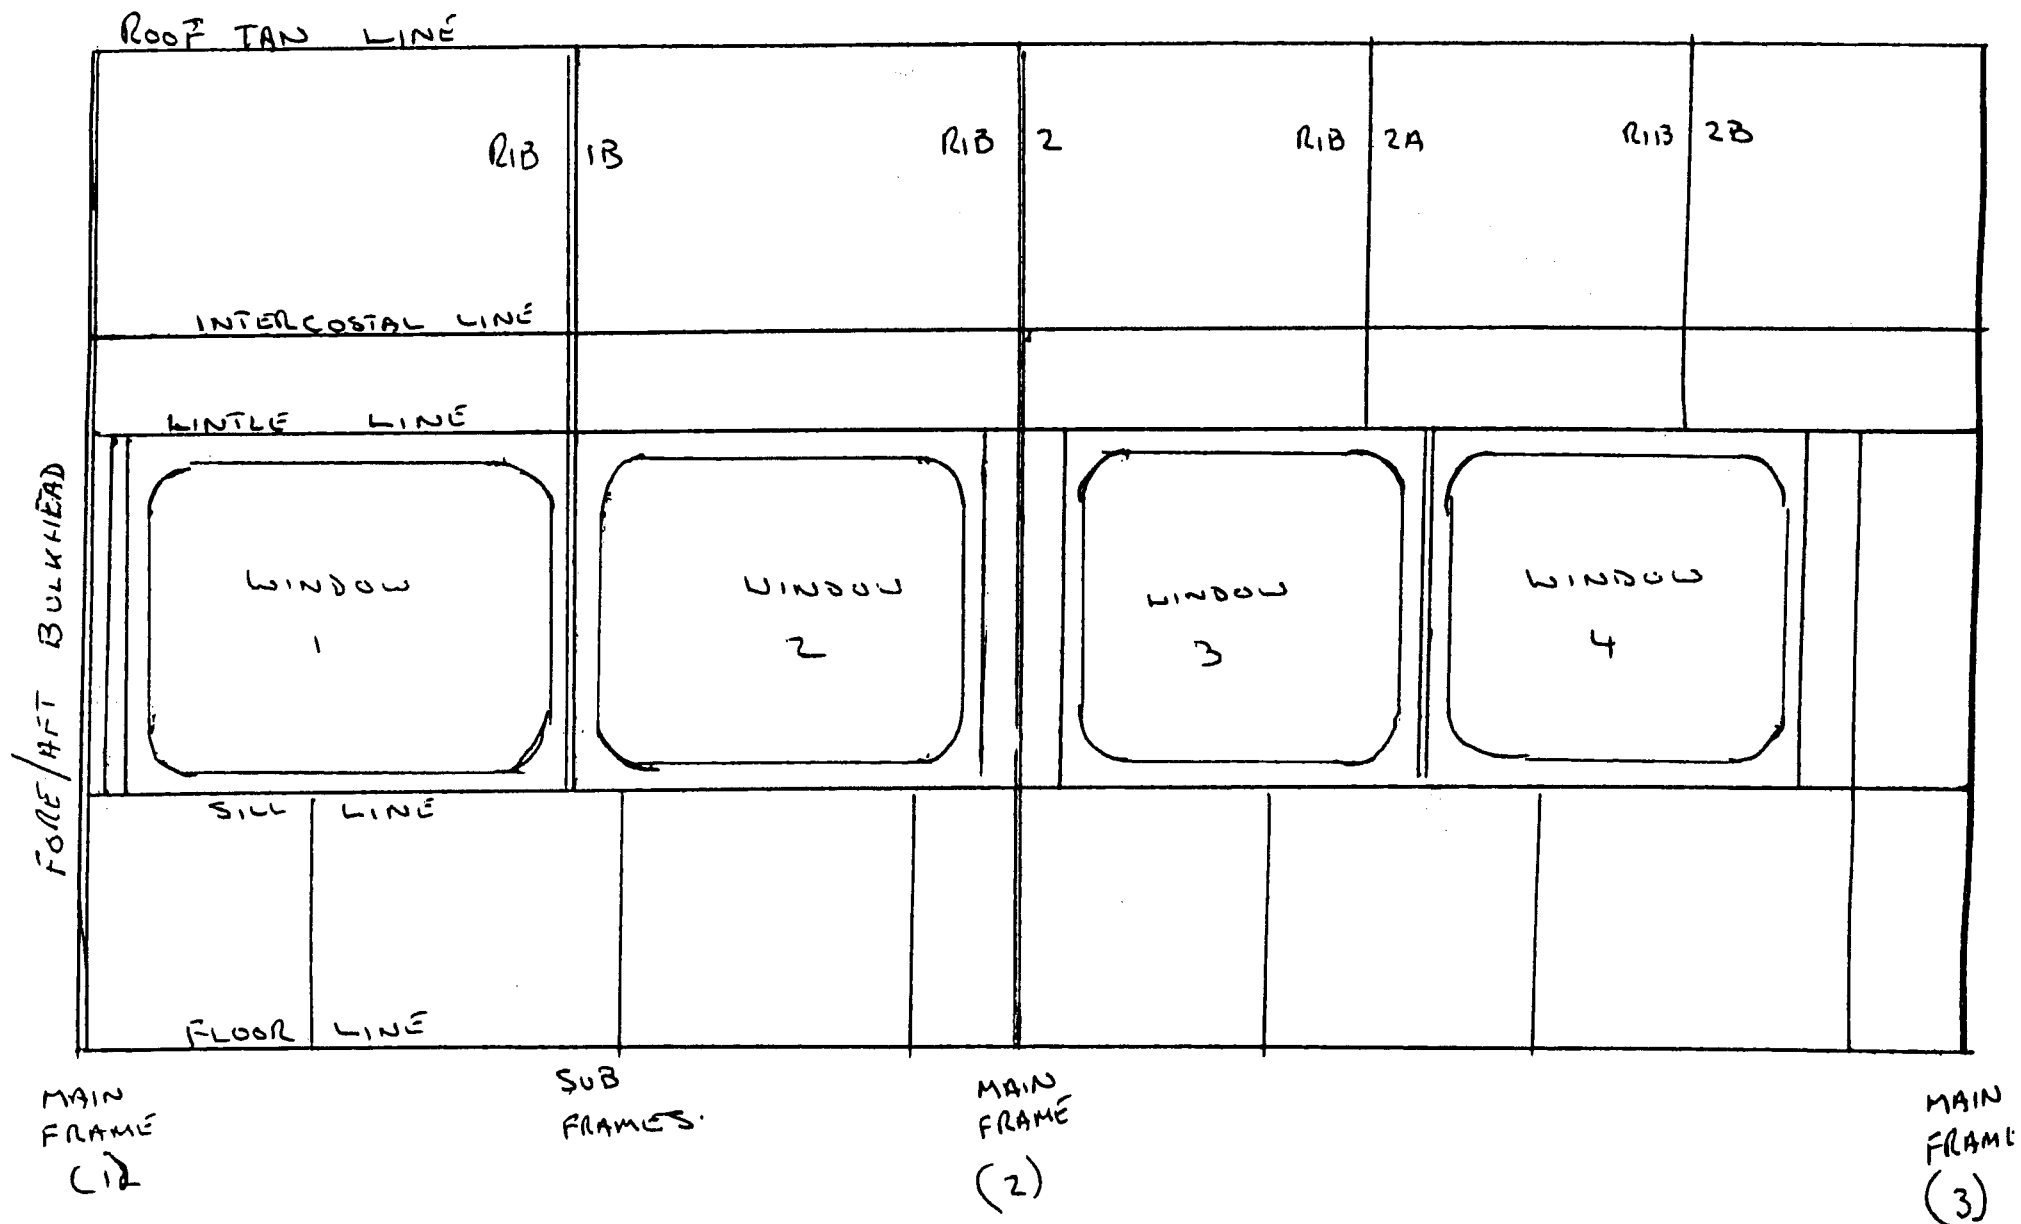 ROOF TAN LINE
RIB 1B
RIB 2
RIB 2A
RIB 2B
INTERCOSTAL LINE
LINTLE LINE
FORE/AFT BULKHEAD
WINDOW
1
WINDOW
2
WINDOW
3
WINDOW
4
SILL LINE
FLOOR LINE
MAIN
FRAME
(1)
SUB
FRAMES.
MAIN
FRAME
(2)
MAIN
FRAME
(3)